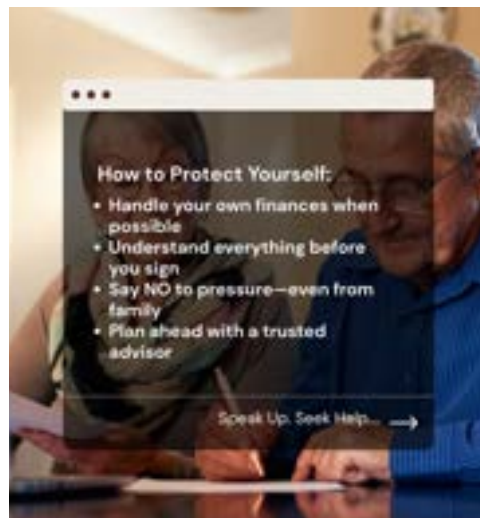 How to Protect Yourself:
• Handle your own finances when
possible
• Understand everything before
you sign
• Say NO to pressure—even from
family
• Plan ahead with a trusted
advisor
Speak Up. Seek Help...